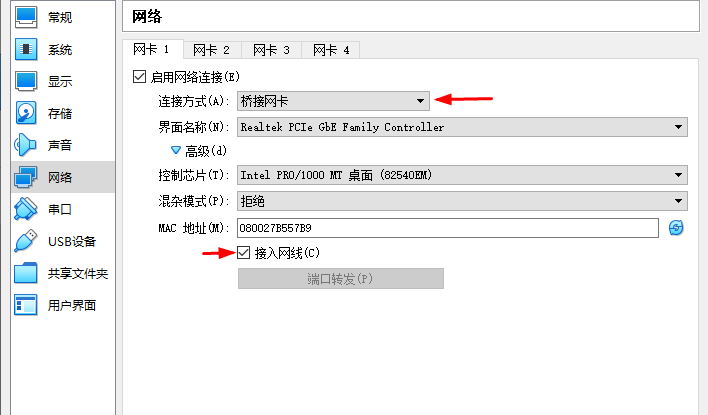 常规
系统
显示
存储
声音
网络
串口
USB设备
共享文件夹
用户界面
网络
网卡 1 网卡 2 网卡 3 网卡 4
启用网络连接(E)
连接方式(A): 桥接网卡
界面名称(N): Realtek PCIe GbE Family Controller
高级(d)
控制芯片(T): Intel PRO/1000 MT 桌面 (82540EM)
混杂模式(P): 拒绝
MAC 地址(M): 080027B557B9
接入网线(C)
端口转发(P)